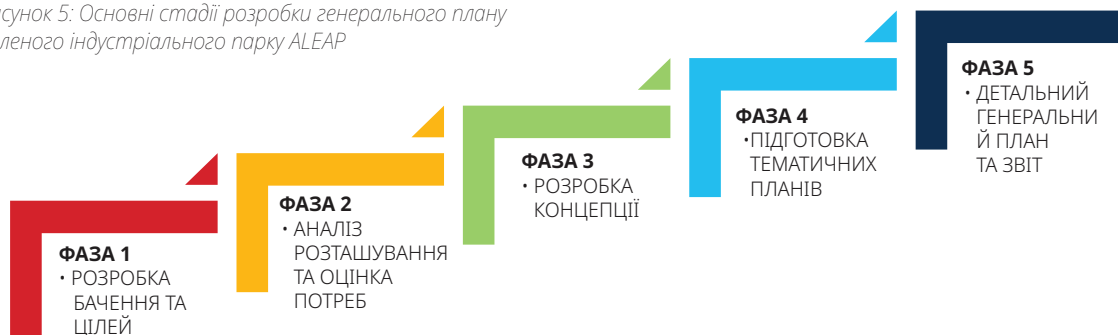 сунок 5: Основні стадії розробки генерального плану
леного індустріального парку ALEAP
ФАЗА 1
• РОЗРОБКА
БАЧЕННЯ ТА
ЦІЛЕЙ
ФАЗА 2
• АНАЛІЗ
РОЗТАШУВАННЯ
ТА ОЦІНКА
ПОТРЕБ
ФАЗА 3
• РОЗРОБКА
КОНЦЕПЦІЇ
ФАЗА 4
•ПІДГОТОВКА
ТЕМАТИЧНИХ
ПЛАНІВ
ФАЗА 5
• ДЕТАЛЬНИЙ
ГЕНЕРАЛЬНИ
Й ПЛАН
ТА ЗВІТ